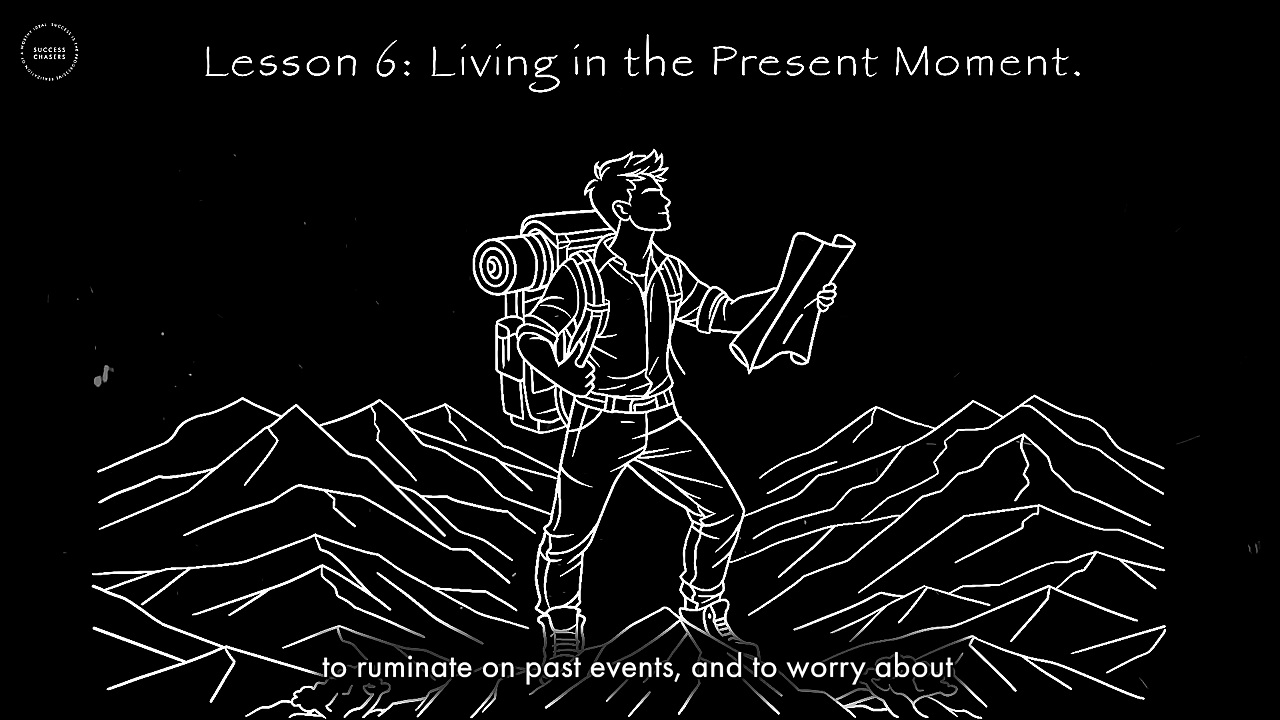 SUCCESS
CHASERS
Lesson 6: Living in the Present Moment.
to ruminate on past events, and to worry about